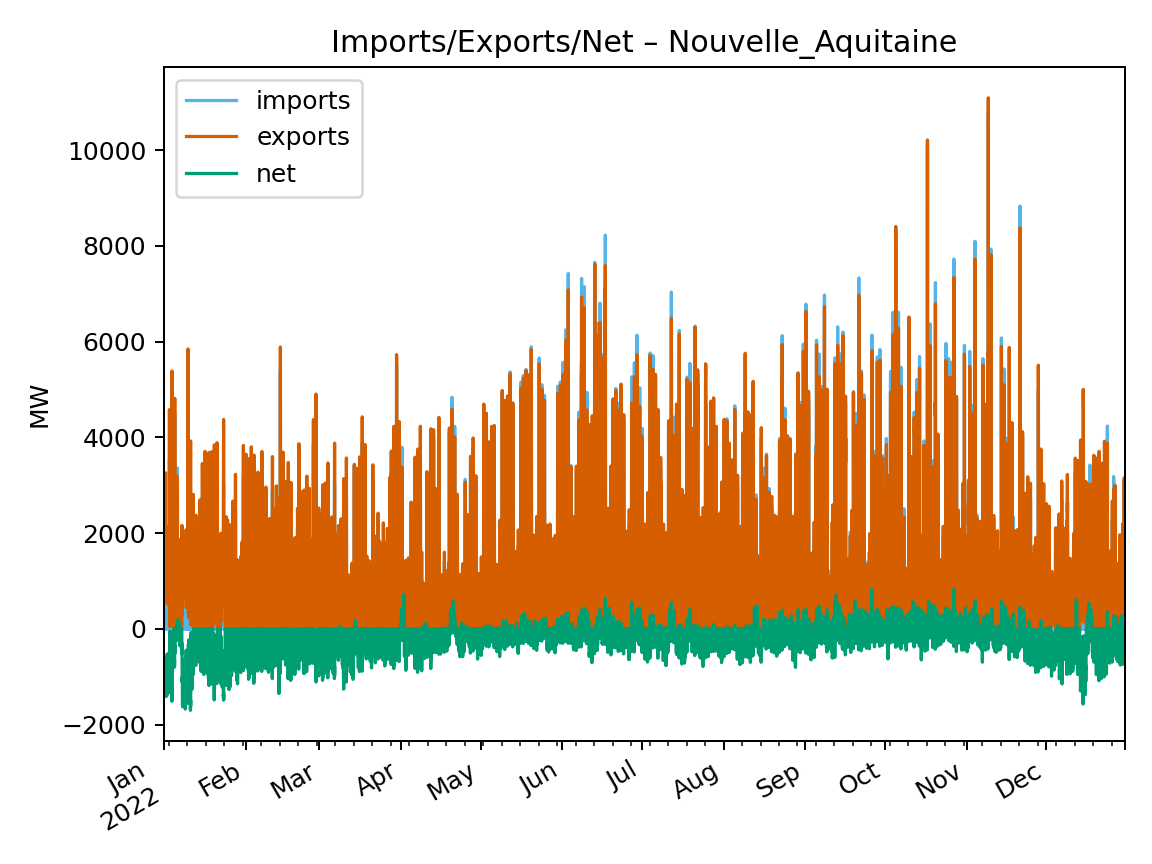 Imports/Exports/Net – Nouvelle_Aquitaine
imports
exports
net
MW
10000
8000
6000
4000
2000
0
−2000
Jan
2022
Feb
Mar
Apr
May
Jun
Jul
Aug
Sep
Oct
Nov
Dec